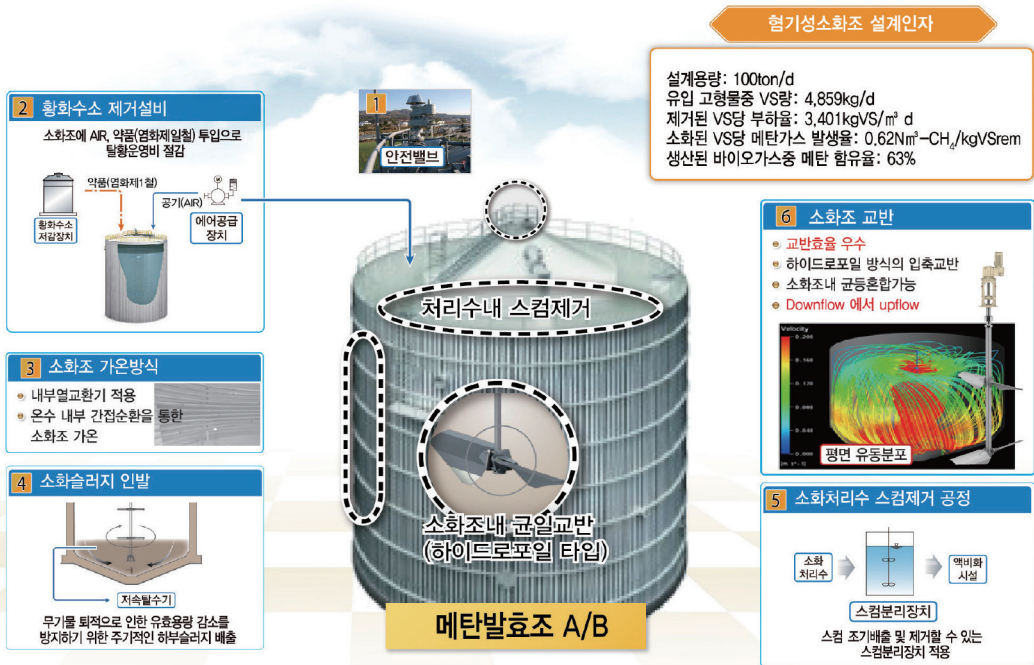 혐기성소화조 설계인자
설계용량: 100ton/d
유입 고형물중 VS량: 4,859kg/d
제거된 VS당 부하율: 3,401kgVS/m³ d
소화된 VS당 메탄가스 발생율: 0.62Nm³-CH₄/kgVSrem
생산된 바이오가스중 메탄 함유율: 63%
1
안전밸브
2 황화수소 제거설비
소화조에 AIR, 약품(염화제일철) 투입으로
탈황운영비 절감
약품(염화제1철)
공기(AIR)
황화수소
저감장치
에어공급
장치
3 소화조 가온방식
내부열교환기 적용
온수 내부 간접순환을 통한
소화조 가온
4 소화슬러지 인발
저속탈수기
무기물 퇴적으로 인한 유효용량 감소를
방지하기 위한 주기적인 하부슬러지 배출
처리수내 스컴제거
소화조내 균일교반
(하이드로포일 타입)
메탄발효조 A/B
6 소화조 교반
교반효율 우수
하이드로포일 방식의 입축교반
소화조내 균등혼합가능
Downflow 에서 upflow
Velocity
0.200
0.160
0.120
0.080
0.040
0.000
[m s^-1]
평면 유동분포
5 소화처리수 스컴제거 공정
소화
처리수
액비화
시설
스컴분리장치
스컴 조기배출 및 제거할 수 있는
스컴분리장치 적용